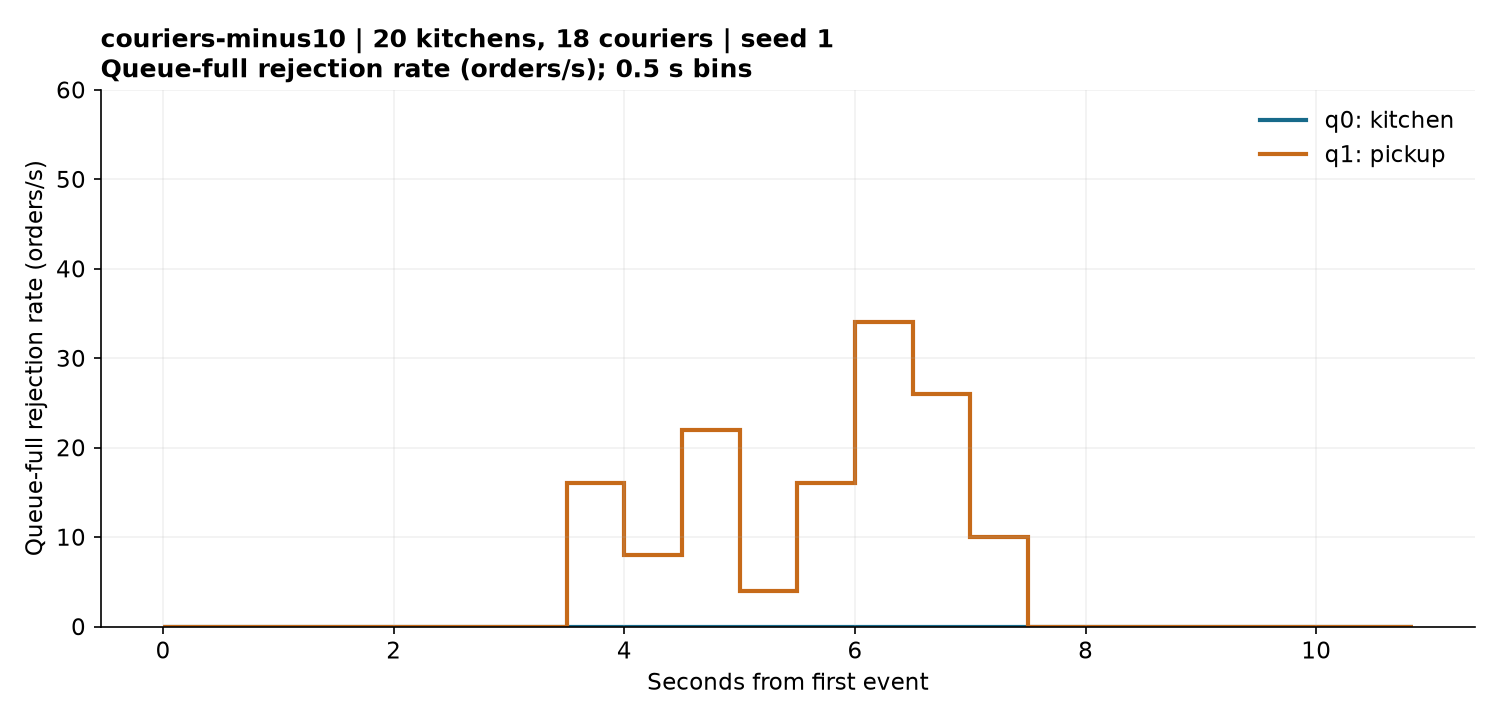 couriers-minus10 | 20 kitchens, 18 couriers | seed 1
Queue-full rejection rate (orders/s); 0.5 s bins
60
50
40
30
20
10
0
Queue-full rejection rate (orders/s)
q0: kitchen
q1: pickup
0 2 4 6 8 10
Seconds from first event